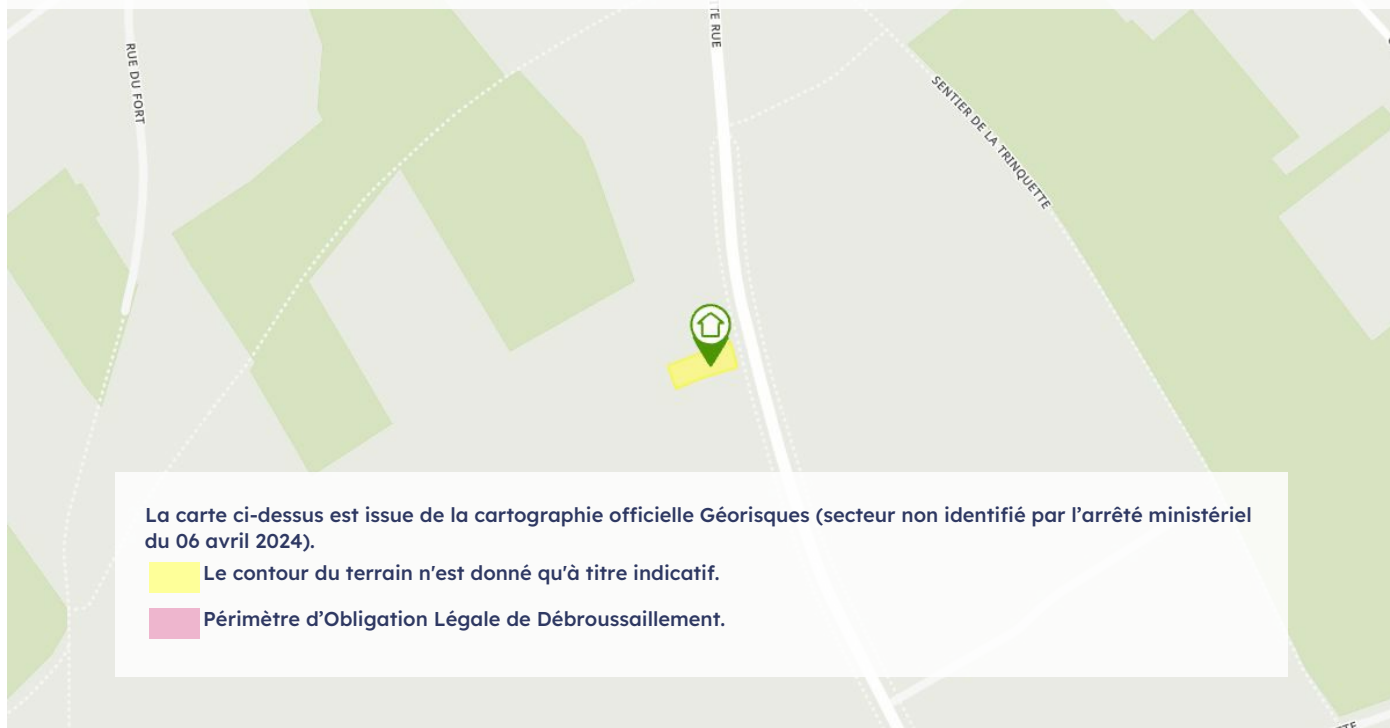 RUE DU FORT
TE RUE
SENTIER DE LA TRINQUETTE
La carte ci-dessus est issue de la cartographie officielle Géorisques (secteur non identifié par l’arrêté ministériel
du 06 avril 2024).
Le contour du terrain n'est donné qu'à titre indicatif.
Périmètre d’Obligation Légale de Débroussaillement.